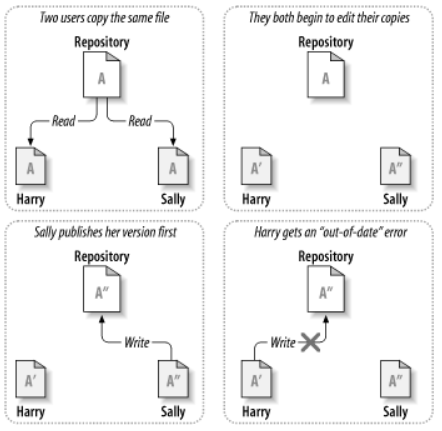 Two users copy the same file
Repository
A
Read
Read
A
A
Harry
Sally
They both begin to edit their copies
Repository
A
A'
A"
Harry
Sally
Sally publishes her version first
Repository
A"
Write
A'
A"
Harry
Sally
Harry gets an “out-of-date” error
Repository
A"
Write
A'
A"
Harry
Sally